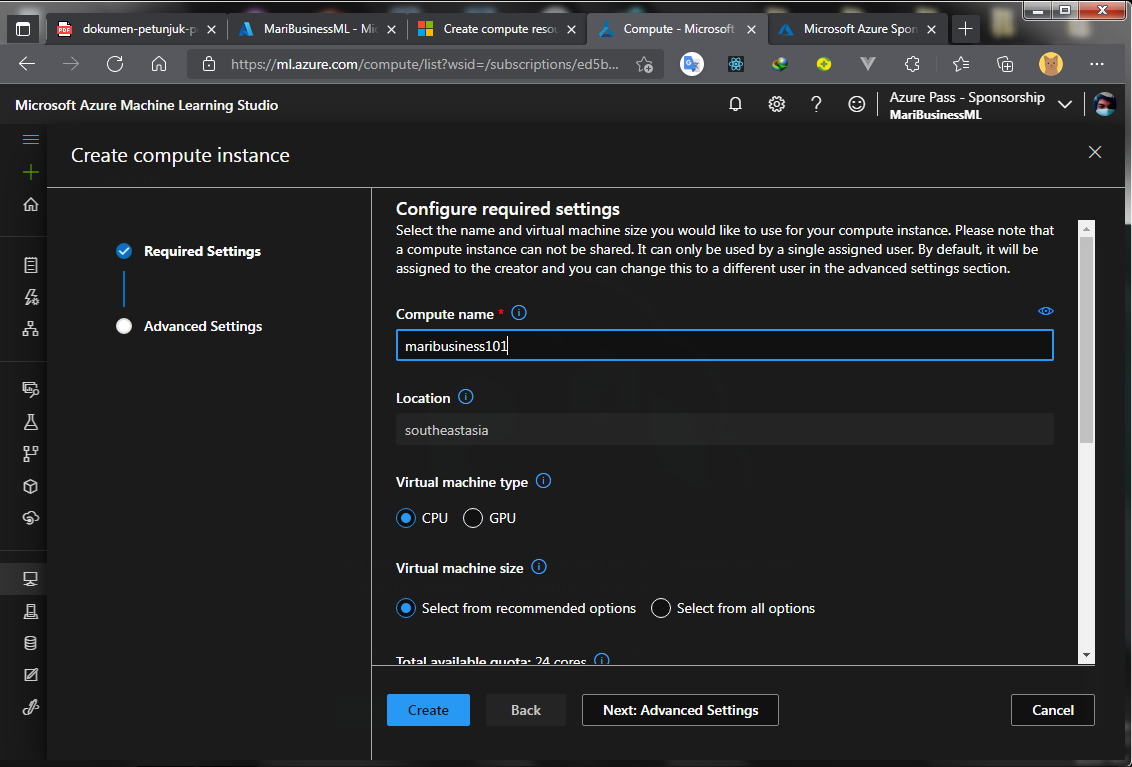 dokumen-petunjuk-p
MariBusinessML - Mic
Create compute resou
Compute - Microsoft
Microsoft Azure Spon
https://ml.azure.com/compute/list?wsid=/subscriptions/ed5b...
Microsoft Azure Machine Learning Studio
Azure Pass - Sponsorship
MariBusinessML
Create compute instance
Required Settings
Advanced Settings
Configure required settings
Select the name and virtual machine size you would like to use for your compute instance. Please note that
a compute instance can not be shared. It can only be used by a single assigned user. By default, it will be
assigned to the creator and you can change this to a different user in the advanced settings section.
Compute name *
maribusiness101
Location
southeastasia
Virtual machine type
CPU GPU
Virtual machine size
Select from recommended options Select from all options
Total available quota: 24 cores
Create Back Next: Advanced Settings Cancel